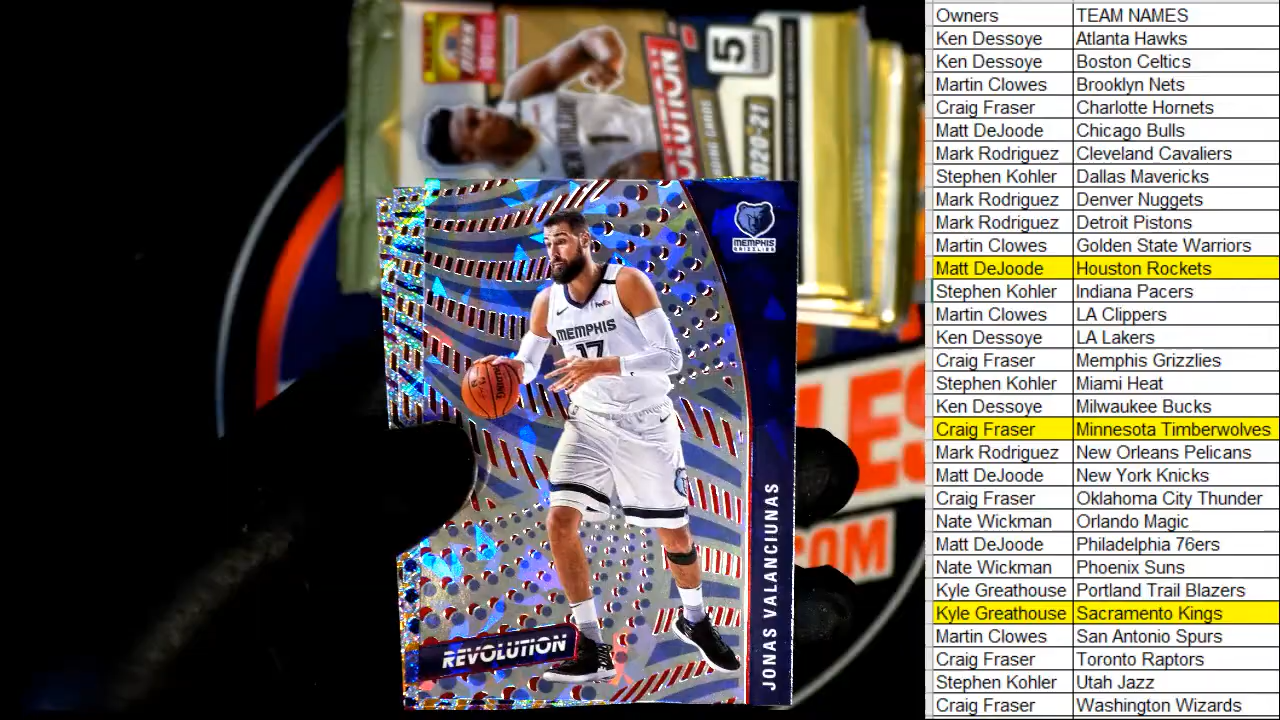 5
REVOLUTION
2020-21
NEW ORLEANS
1
MEMPHIS
GRIZZLIES
MEMPHIS
17
SPALDING
JONAS VALANCIUNAS
REVOLUTION
LES
.COM
Owners TEAM NAMES
Ken Dessoye Atlanta Hawks
Ken Dessoye Boston Celtics
Martin Clowes Brooklyn Nets
Craig Fraser Charlotte Hornets
Matt DeJoode Chicago Bulls
Mark Rodriguez Cleveland Cavaliers
Stephen Kohler Dallas Mavericks
Mark Rodriguez Denver Nuggets
Mark Rodriguez Detroit Pistons
Martin Clowes Golden State Warriors
Matt DeJoode Houston Rockets
Stephen Kohler Indiana Pacers
Martin Clowes LA Clippers
Ken Dessoye LA Lakers
Craig Fraser Memphis Grizzlies
Stephen Kohler Miami Heat
Ken Dessoye Milwaukee Bucks
Craig Fraser Minnesota Timberwolves
Mark Rodriguez New Orleans Pelicans
Matt DeJoode New York Knicks
Craig Fraser Oklahoma City Thunder
Nate Wickman Orlando Magic
Matt DeJoode Philadelphia 76ers
Nate Wickman Phoenix Suns
Kyle Greathouse Portland Trail Blazers
Kyle Greathouse Sacramento Kings
Martin Clowes San Antonio Spurs
Craig Fraser Toronto Raptors
Stephen Kohler Utah Jazz
Craig Fraser Washington Wizards